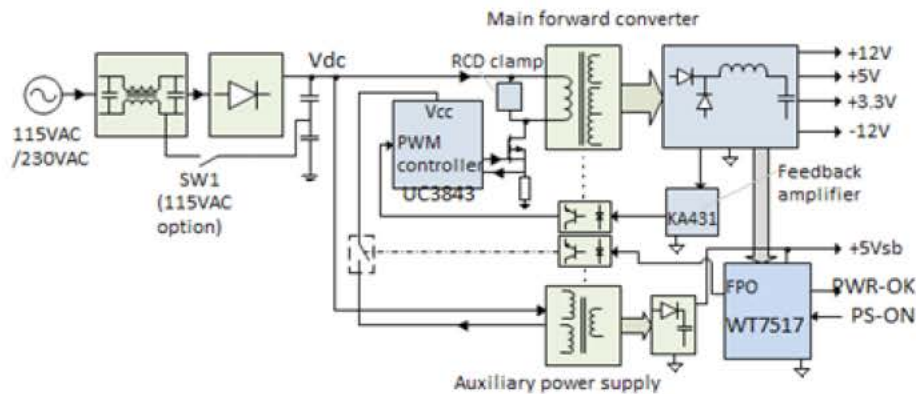 Main forward converter
Vdc
RCD clamp
+12V
+5V
+3.3V
-12V
115VAC
/230VAC
SW1
(115VAC
option)
Vcc
PWM
controller
UC3843
Feedback
amplifier
KA431
+5Vsb
FPO
PWR-OK
WT7517
PS-ON
Auxiliary power supply